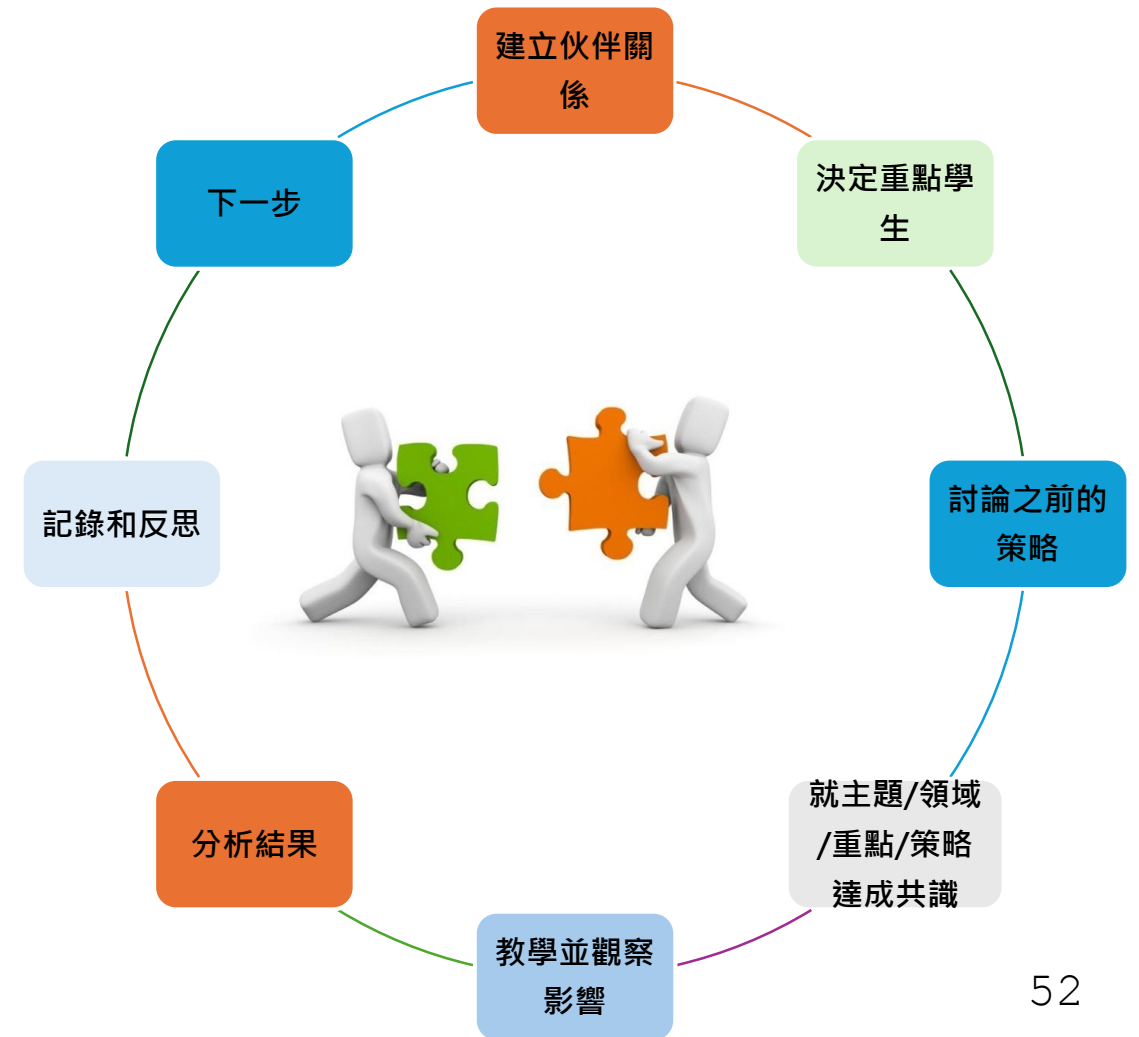 建立伙伴關
係
決定重點學
生
討論之前的
策略
就主題/領域
/重點/策略
達成共識
教學並觀察
影響
分析結果
記錄和反思
下一步
52